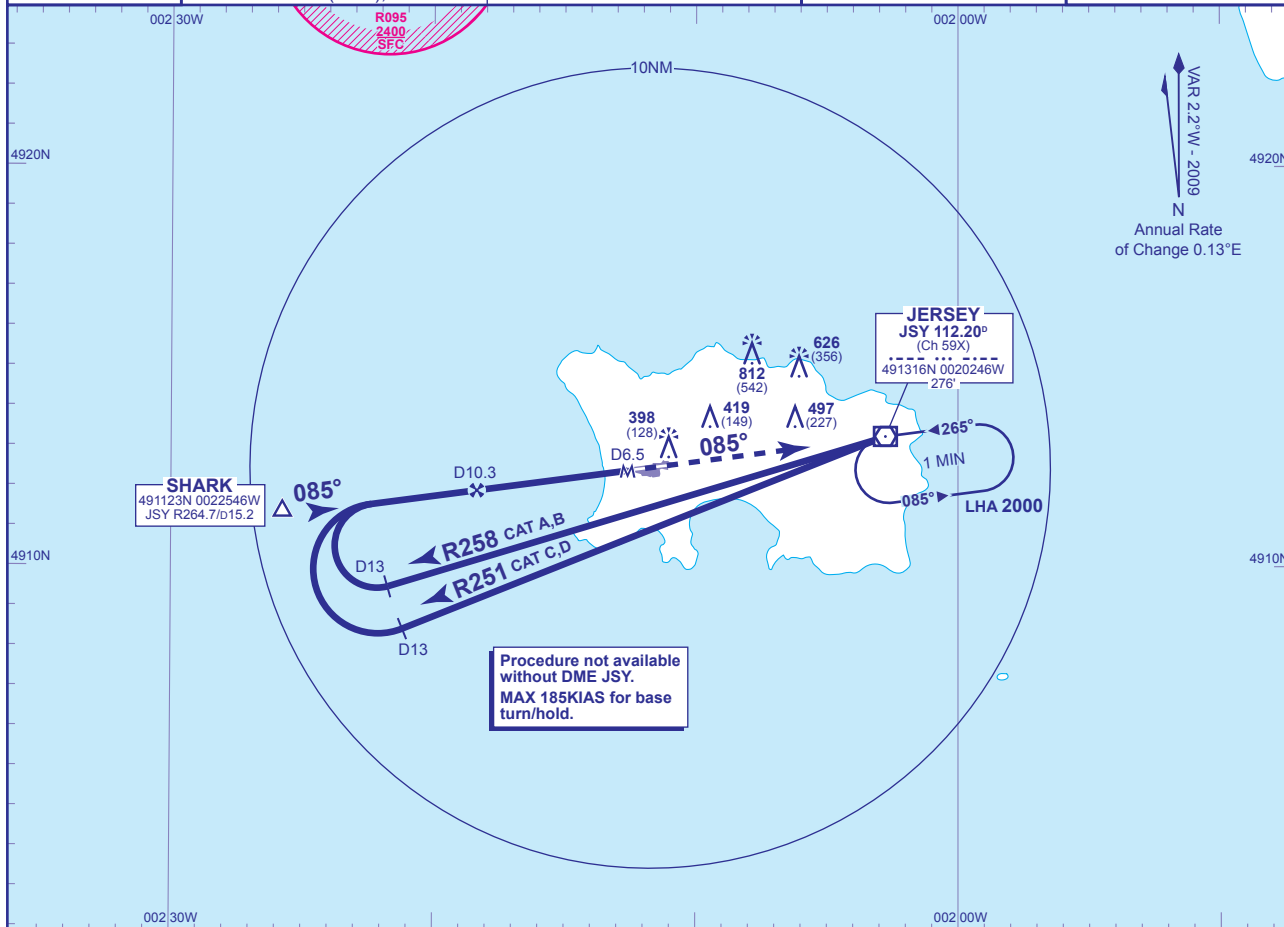 R095
2400
SFC
002 30W
002 00W
10NM
VAR 2.2°W - 2009
4920N
4920N
N
Annual Rate
of Change 0.13°E
JERSEY
JSY 112.20ᴰ
(Ch 59X)
491316N 0020246W
276'
626
(356)
812
(542)
419
(149)
497
(227)
398
(128)
D6.5
085°
265°
1 MIN
085°
LHA 2000
D10.3
SHARK
491123N 0022546W
JSY R264.7/D15.2
085°
R258 CAT A,B
R251 CAT C,D
D13
D13
4910N
4910N
Procedure not available
without DME JSY.
MAX 185KIAS for base
turn/hold.
002 30W
002 00W